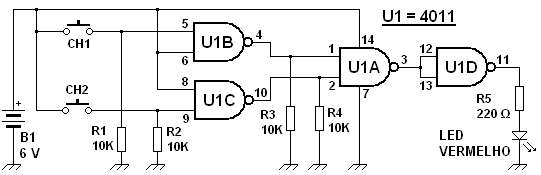 U1 = 4011
CH1
5
6
U1B
4
1
2
14
U1A
3
7
12
13
U1D
11
CH2
8
9
U1C
10
+
B1
6 V
R1
10K
R2
10K
R3
10K
R4
10K
R5
220 Ω
LED
VERMELHO